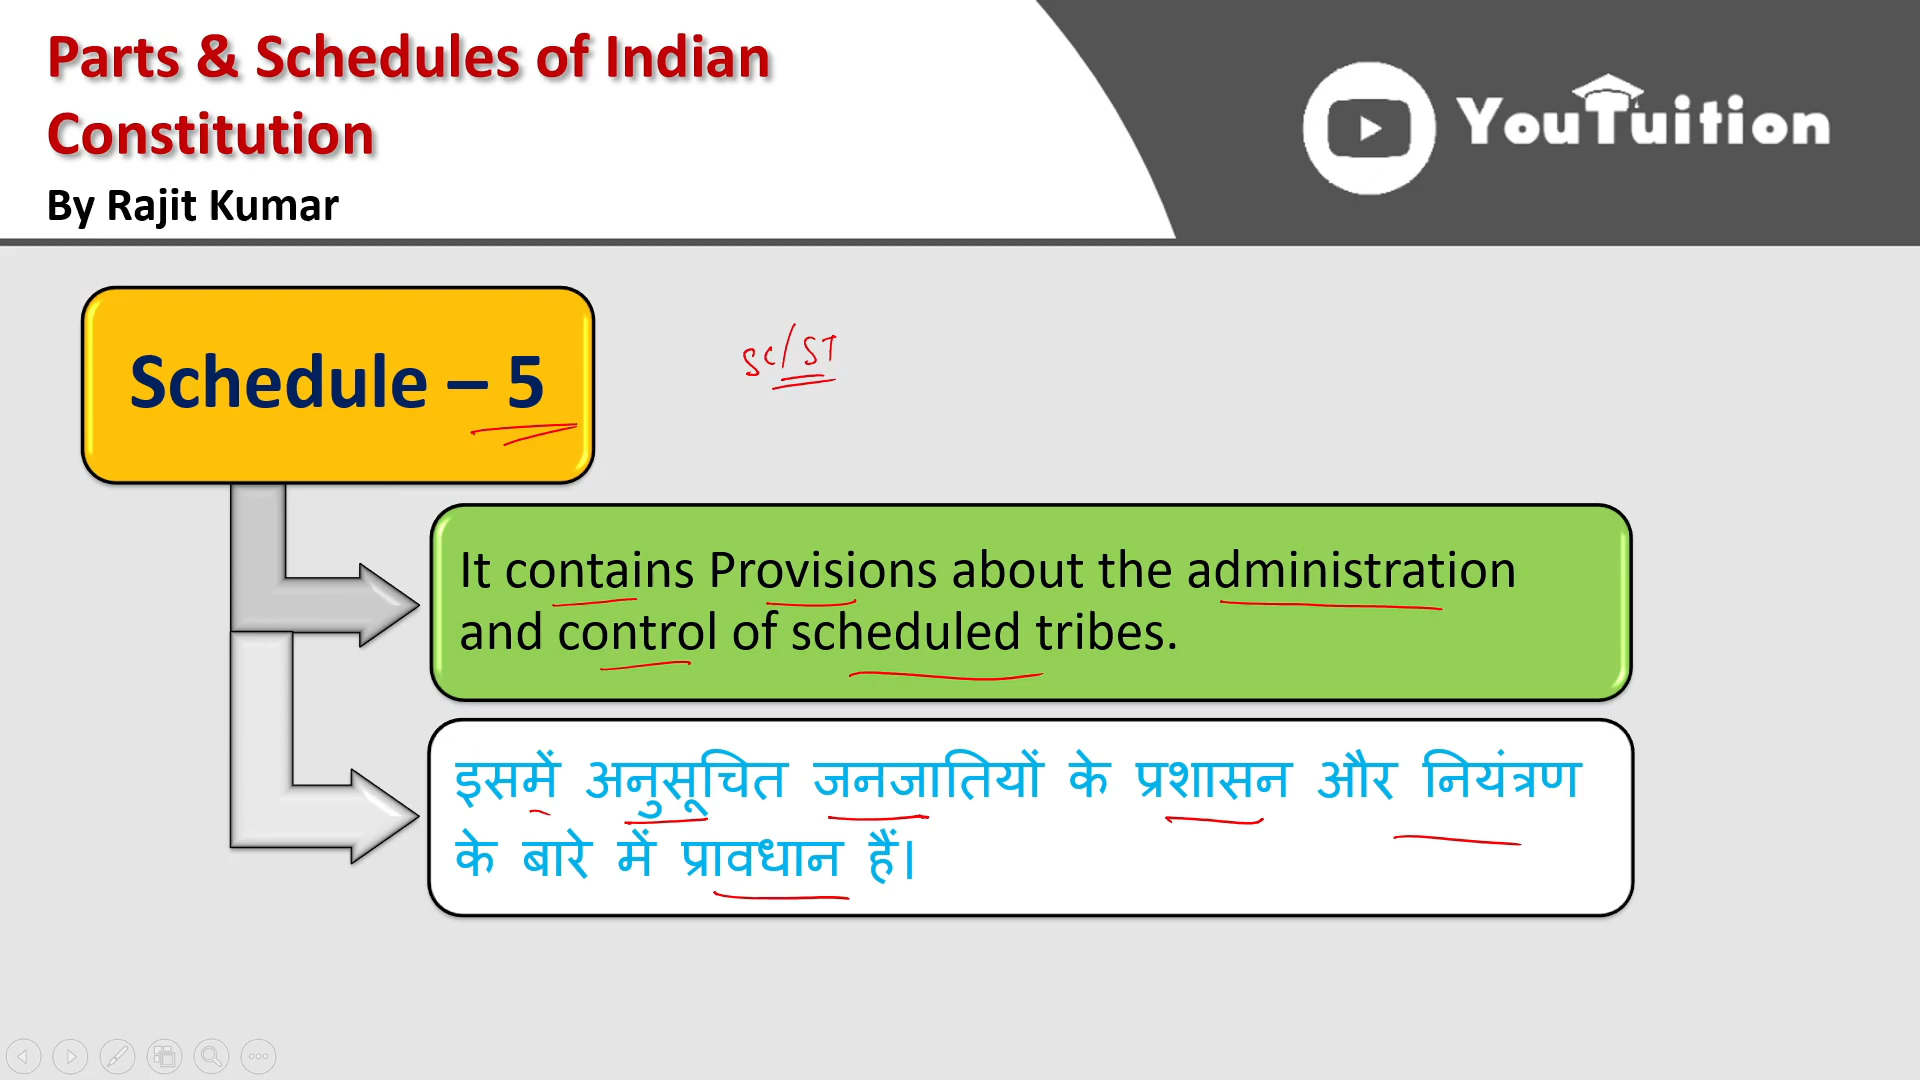 Parts & Schedules of Indian
Constitution
By Rajit Kumar
YouTuition
Schedule – 5
SC/ST
It contains Provisions about the administration
and control of scheduled tribes.
इसमें अनुसूचित जनजातियों के प्रशासन और नियंत्रण
के बारे में प्रावधान हैं।